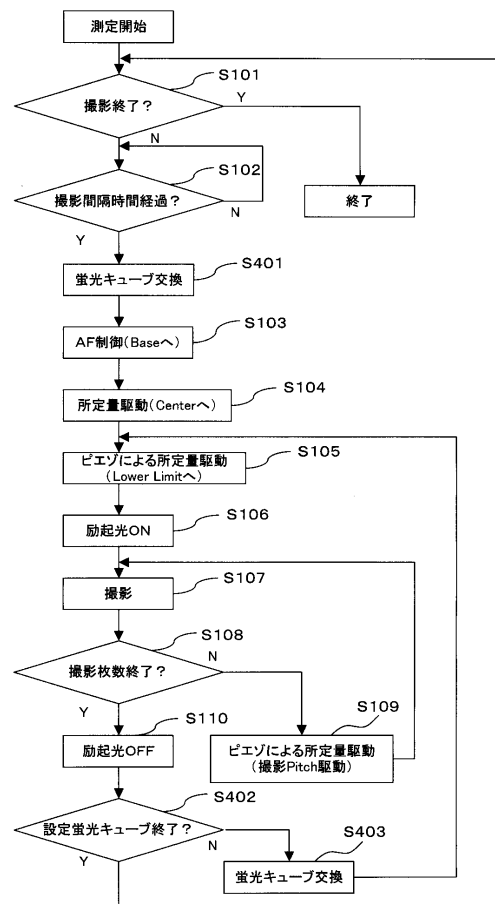 測定開始
S101
撮影終了?
Y
N
S102
撮影間隔時間経過?
N
終了
Y
S401
蛍光キューブ交換
S103
AF制御(Baseへ)
S104
所定量駆動(Centerへ)
S105
ピエゾによる所定量駆動
(Lower Limitへ)
S106
励起光ON
S107
撮影
S108
撮影枚数終了?
N
Y
S110
S109
励起光OFF
ピエゾによる所定量駆動
(撮影Pitch駆動)
S402
設定蛍光キューブ終了?
N
S403
Y
蛍光キューブ交換